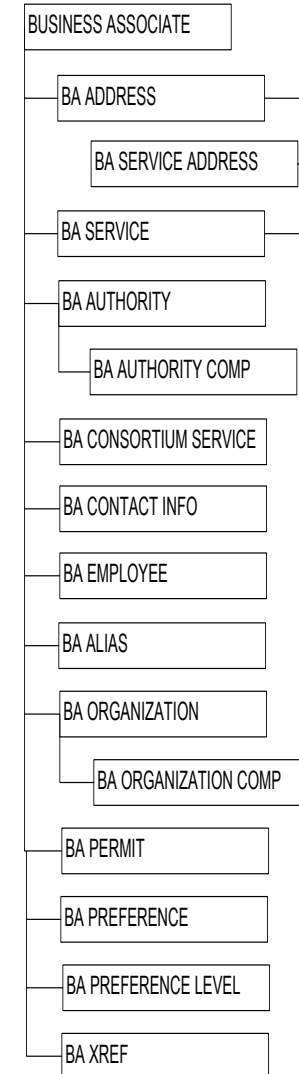 BUSINESS ASSOCIATE
BA ADDRESS
BA SERVICE ADDRESS
BA SERVICE
BA AUTHORITY
BA AUTHORITY COMP
BA CONSORTIUM SERVICE
BA CONTACT INFO
BA EMPLOYEE
BA ALIAS
BA ORGANIZATION
BA ORGANIZATION COMP
BA PERMIT
BA PREFERENCE
BA PREFERENCE LEVEL
BA XREF